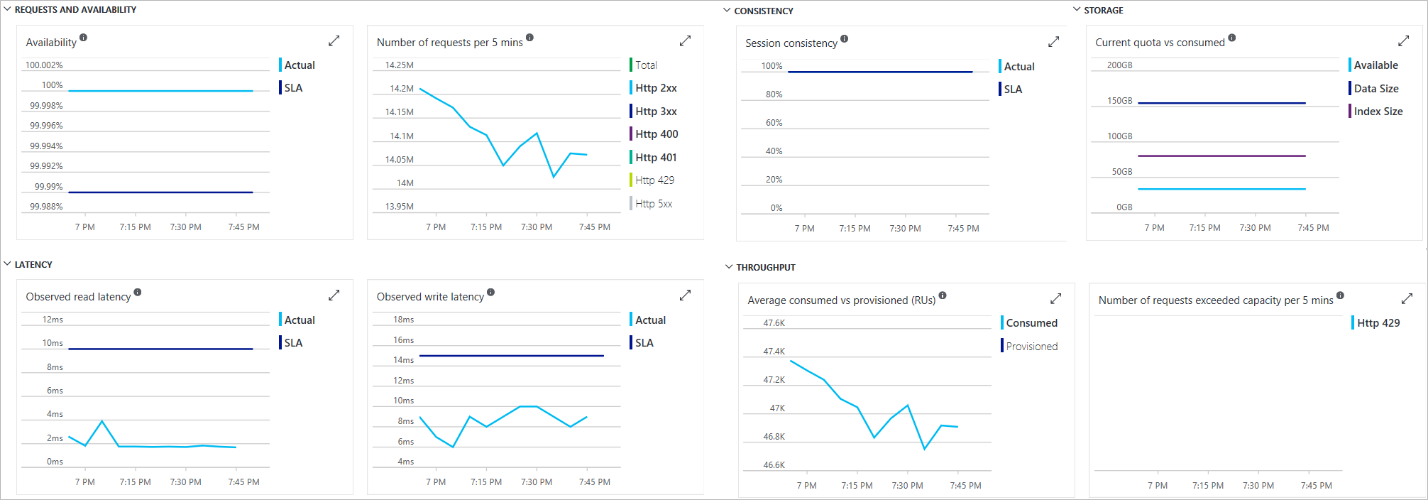 REQUESTS AND AVAILABILITY
Availability
100.002%
100%
99.998%
99.996%
99.994%
99.992%
99.99%
99.988%
7 PM 7:15 PM 7:30 PM 7:45 PM
Actual
SLA
Number of requests per 5 mins
14.25M
14.2M
14.15M
14.1M
14.05M
14M
13.95M
7 PM 7:15 PM 7:30 PM 7:45 PM
Total
Http 2xx
Http 3xx
Http 400
Http 401
Http 429
Http 5xx
CONSISTENCY
Session consistency
100%
80%
60%
40%
20%
0%
7 PM 7:15 PM 7:30 PM 7:45 PM
Actual
SLA
STORAGE
Current quota vs consumed
200GB
150GB
100GB
50GB
0GB
7 PM 7:15 PM 7:30 PM 7:45 PM
Available
Data Size
Index Size
LATENCY
Observed read latency
12ms
10ms
8ms
6ms
4ms
2ms
0ms
7 PM 7:15 PM 7:30 PM 7:45 PM
Actual
SLA
Observed write latency
18ms
16ms
14ms
12ms
10ms
8ms
6ms
4ms
7 PM 7:15 PM 7:30 PM 7:45 PM
Actual
SLA
THROUGHPUT
Average consumed vs provisioned (RUs)
47.6K
47.4K
47.2K
47K
46.8K
46.6K
7 PM 7:15 PM 7:30 PM 7:45 PM
Consumed
Provisioned
Number of requests exceeded capacity per 5 mins
7 PM 7:15 PM 7:30 PM 7:45 PM
Http 429